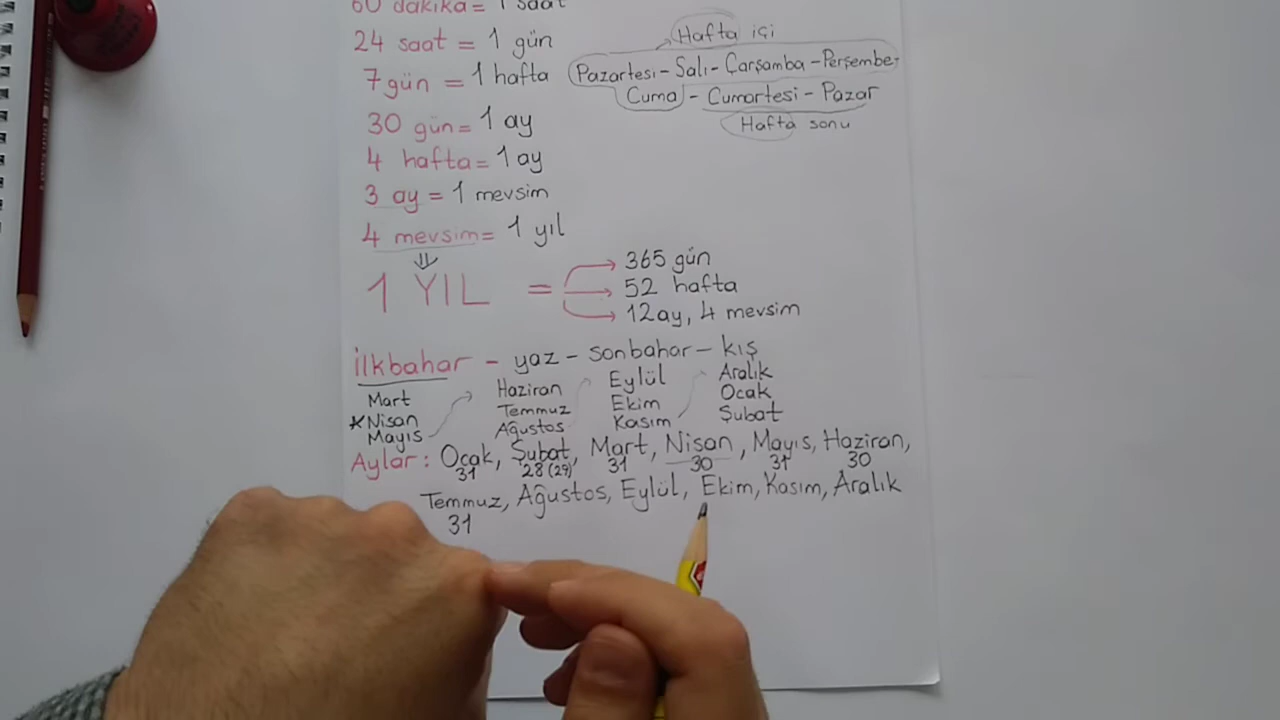 60 dakika = 1 saat
24 saat = 1 gün
7 gün = 1 hafta
30 gün = 1 ay
4 hafta = 1 ay
3 ay = 1 mevsim
4 mevsim = 1 yıl
Hafta içi
Pazartesi - Salı - Çarşamba - Perşembe -
Cuma - Cumartesi - Pazar
Hafta sonu
1 YIL =
365 gün
52 hafta
12 ay, 4 mevsim
İlkbahar - yaz - sonbahar - kış
Mart Haziran Eylül Aralık
Nisan Temmuz Ekim Ocak
Mayıs Ağustos Kasım Şubat
Aylar: Ocak, Şubat, Mart, Nisan, Mayıs, Haziran,
31 28 (29) 31 30 31 30
Temmuz, Ağustos, Eylül, Ekim, Kasım, Aralık
31